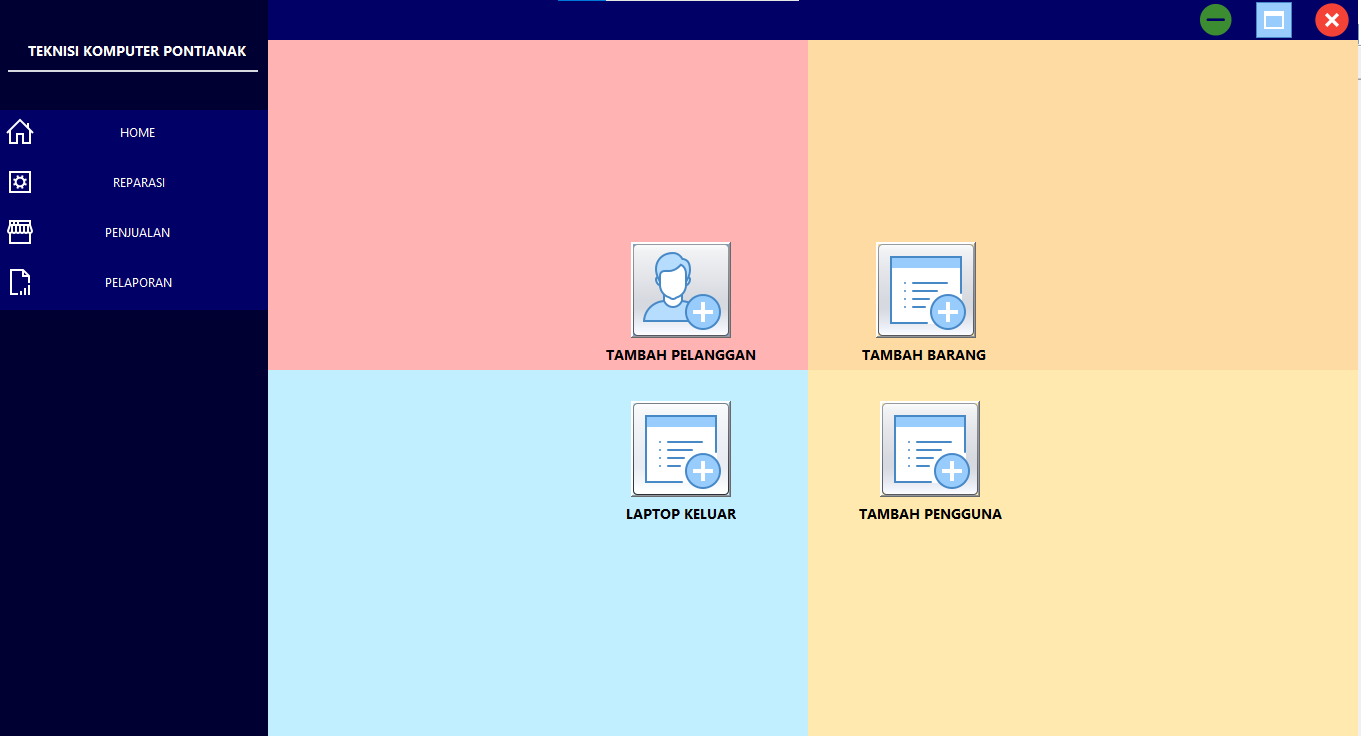 TEKNISI KOMPUTER PONTIANAK
HOME
REPARASI
PENJUALAN
PELAPORAN
TAMBAH PELANGGAN
TAMBAH BARANG
LAPTOP KELUAR
TAMBAH PENGGUNA